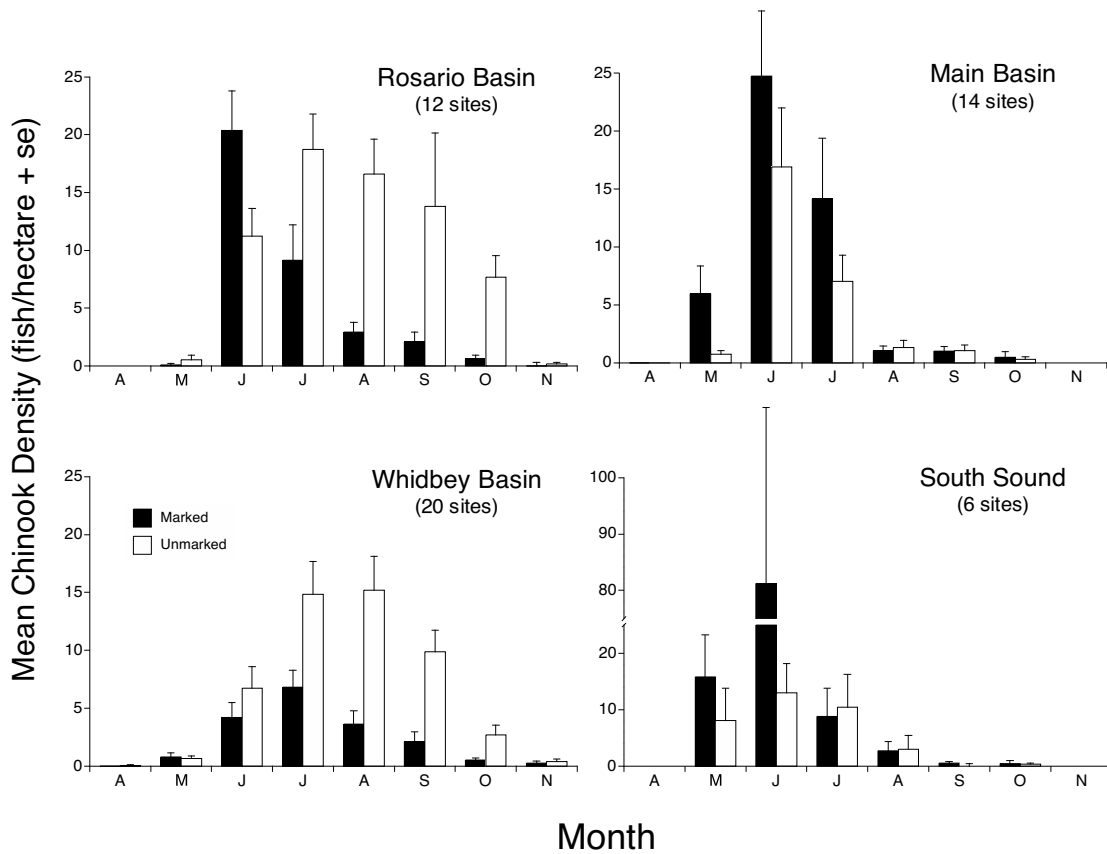 Mean Chinook Density (fish/hectare + se)
Rosario Basin
(12 sites)
25
20
15
10
5
0
A M J J A S O N
Main Basin
(14 sites)
25
20
15
10
5
0
A M J J A S O N
Whidbey Basin
(20 sites)
25
20
15
10
5
0
Marked
Unmarked
A M J J A S O N
South Sound
(6 sites)
100
90
80
20
10
0
A M J J A S O N
Month